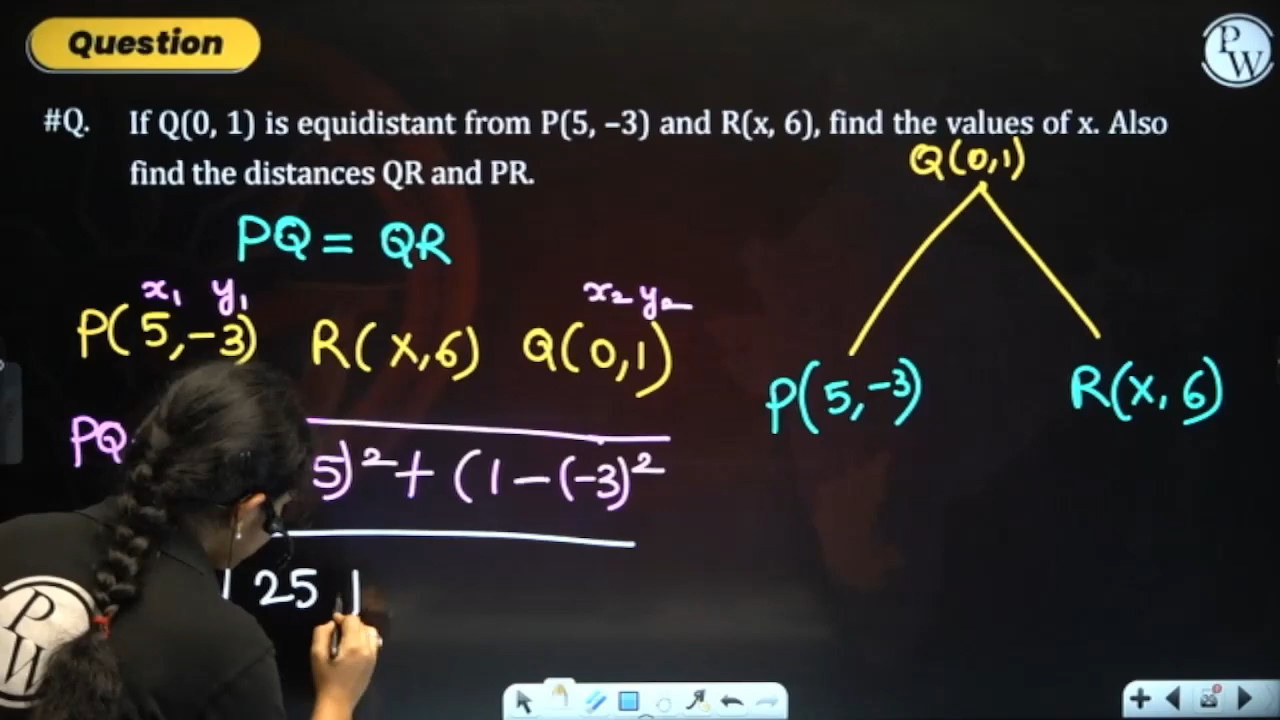 Question
PW
#Q. If Q(0, 1) is equidistant from P(5, –3) and R(x, 6), find the values of x. Also
find the distances QR and PR.
Q(0,1)
PQ = QR
x₁ y₁ x₂ y₂
P(5,-3) R(x,6) Q(0,1)
P(5,-3) R(x,6)
PQ
5)² + (1-(-3)²
25
PW